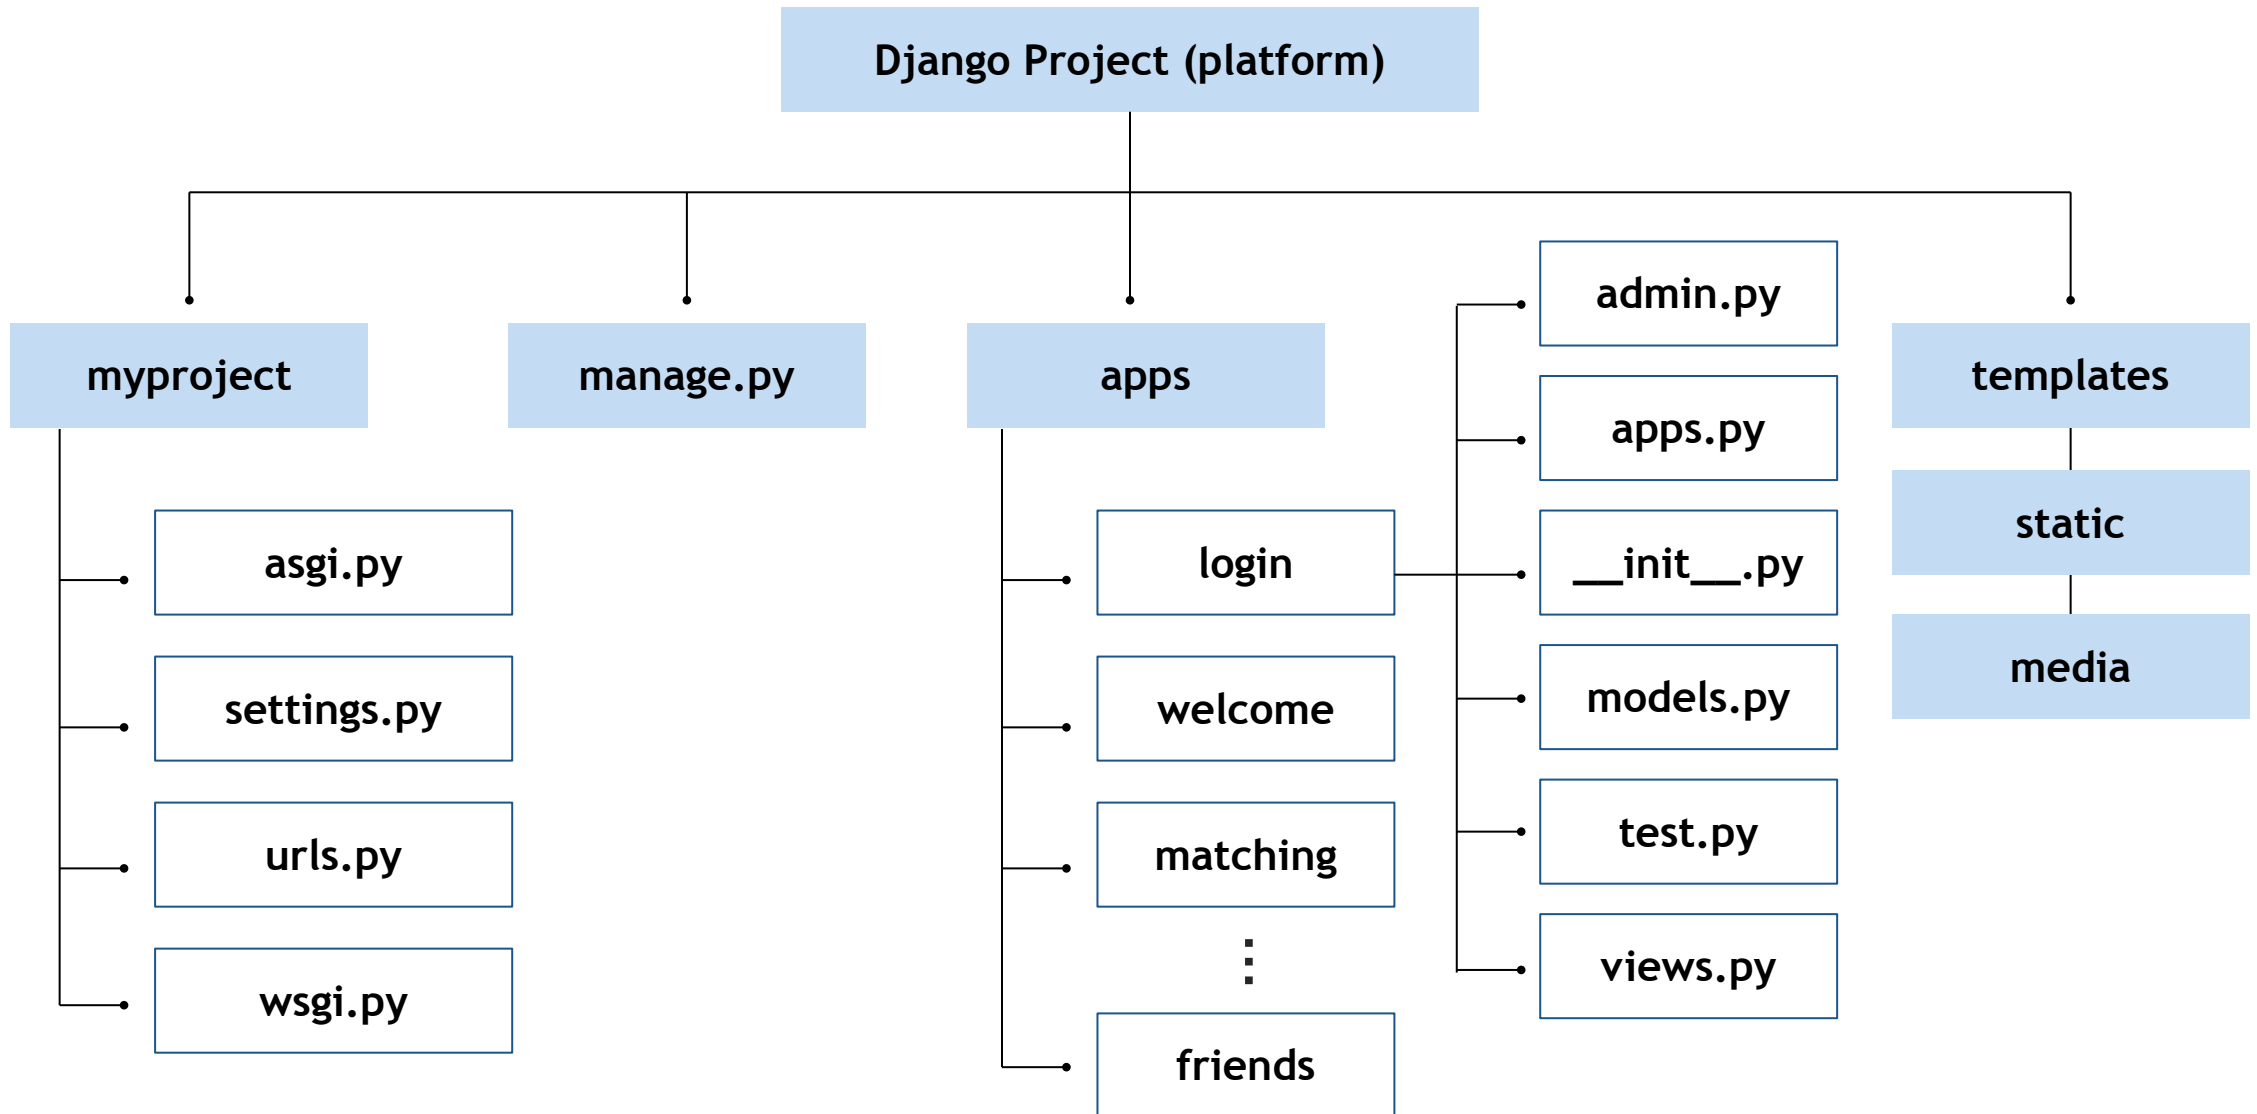 Django Project (platform)
myproject
asgi.py
settings.py
urls.py
wsgi.py
manage.py
apps
login
welcome
matching
friends
admin.py
apps.py
__init__.py
models.py
test.py
views.py
templates
static
media